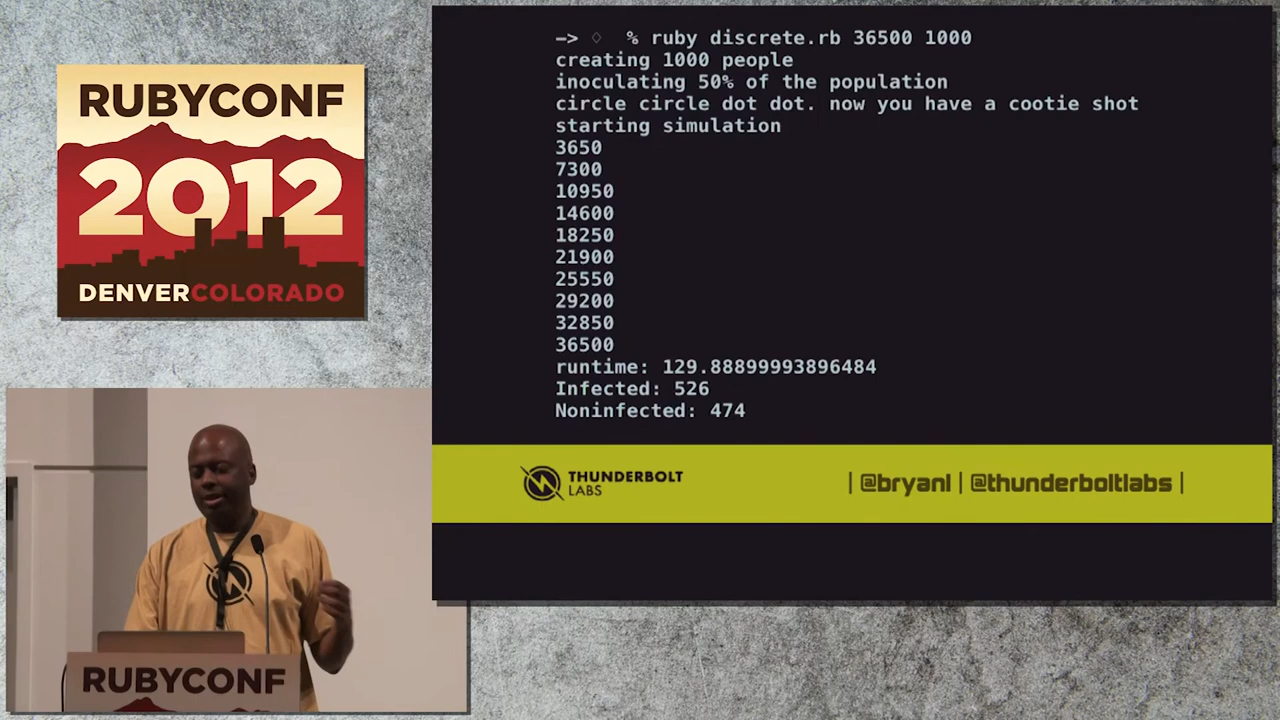 RUBYCONF
2012
DENVERCOLORADO
—> ♢  % ruby discrete.rb 36500 1000
creating 1000 people
inoculating 50% of the population
circle circle dot dot. now you have a cootie shot
starting simulation
3650
7300
10950
14600
18250
21900
25550
29200
32850
36500
runtime: 129.88899993896484
Infected: 526
Noninfected: 474
THUNDERBOLT
LABS
| @bryanl | @thunderboltlabs |
RUBYCONF